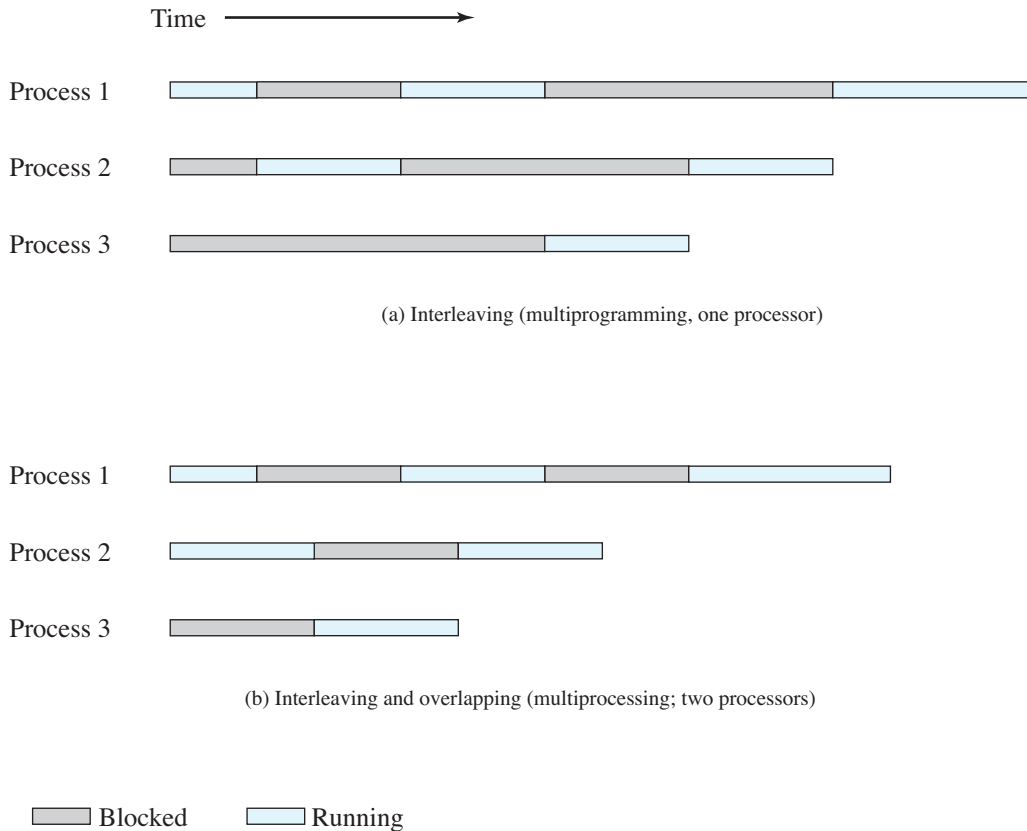 Time
Process 1
Process 2
Process 3
(a) Interleaving (multiprogramming, one processor)
Process 1
Process 2
Process 3
(b) Interleaving and overlapping (multiprocessing; two processors)
Blocked Running